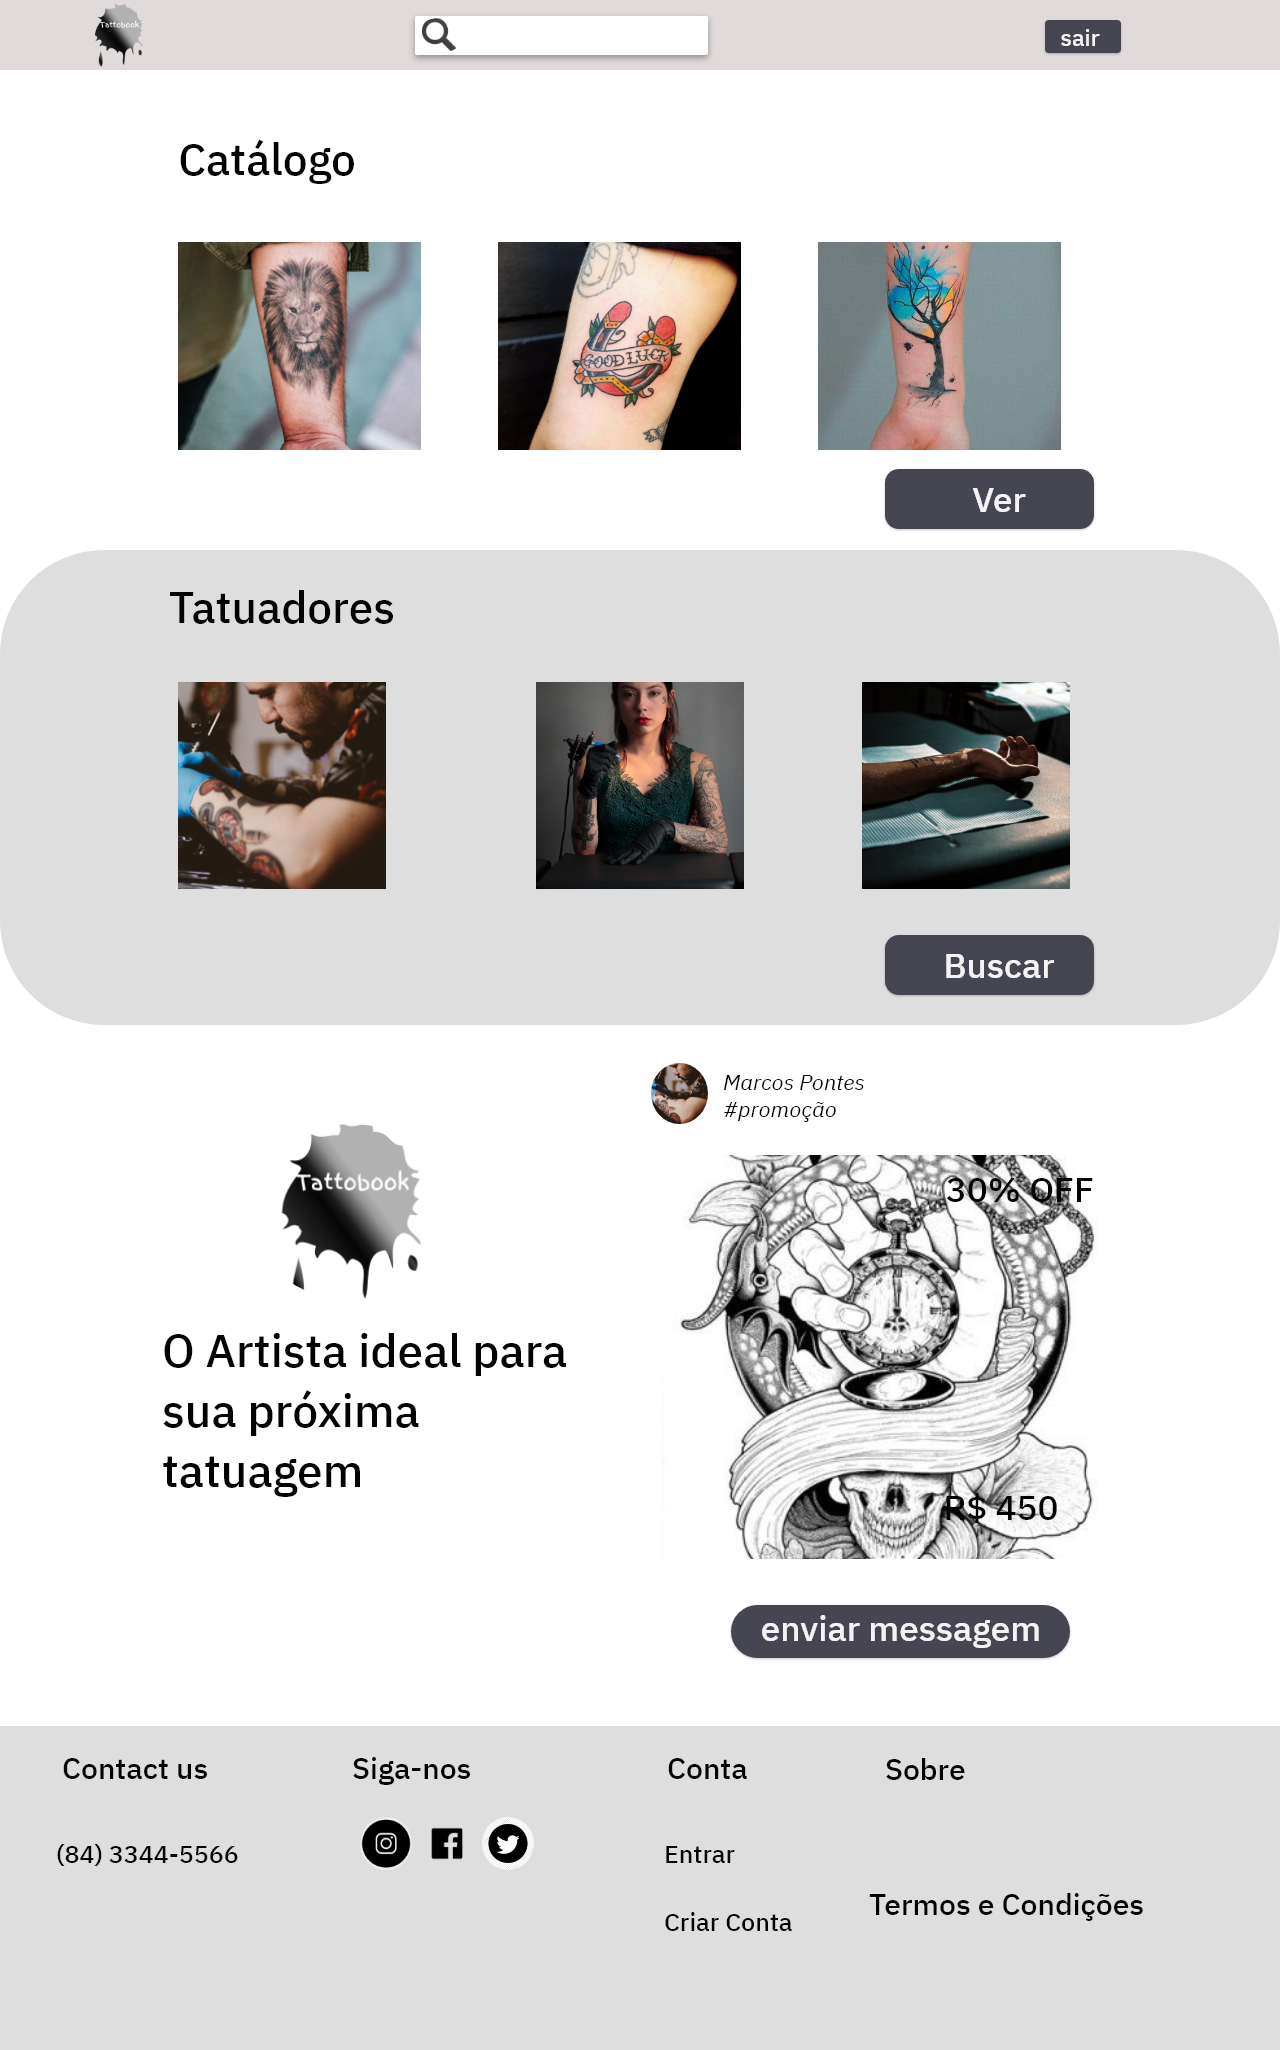 Tattobook
sair
Catálogo
GOOD LUCK
Ver
Tatuadores
Buscar
Marcos Pontes
#promoção
Tattobook
30% OFF
O Artista ideal para
sua próxima
tatuagem
R$ 450
enviar messagem
Contact us
Siga-nos
Conta
Sobre
(84) 3344-5566
Entrar
Termos e Condições
Criar Conta